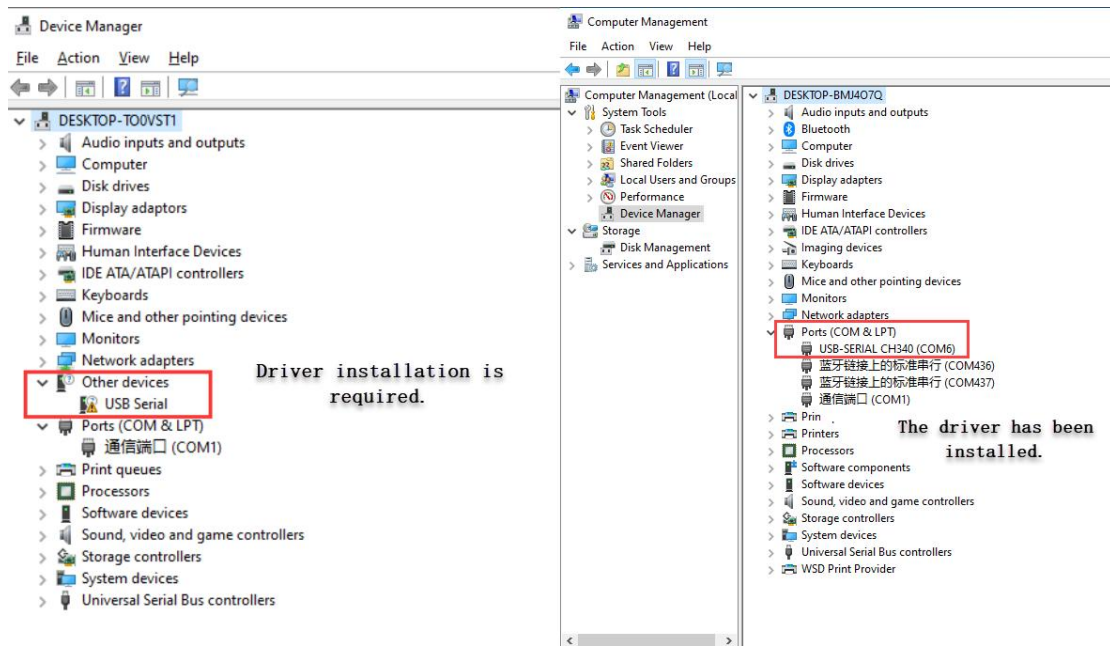 Device Manager
File Action View Help
DESKTOP-TO0VST1
Audio inputs and outputs
Computer
Disk drives
Display adaptors
Firmware
Human Interface Devices
IDE ATA/ATAPI controllers
Keyboards
Mice and other pointing devices
Monitors
Network adapters
Other devices
USB Serial
Ports (COM & LPT)
通信端口 (COM1)
Print queues
Processors
Software devices
Sound, video and game controllers
Storage controllers
System devices
Universal Serial Bus controllers
Driver installation is
required.
Computer Management
File Action View Help
Computer Management (Local
System Tools
Task Scheduler
Event Viewer
Shared Folders
Local Users and Groups
Performance
Device Manager
Storage
Disk Management
Services and Applications
DESKTOP-BMJ4O7Q
Audio inputs and outputs
Bluetooth
Computer
Disk drives
Display adapters
Firmware
Human Interface Devices
IDE ATA/ATAPI controllers
Imaging devices
Keyboards
Mice and other pointing devices
Monitors
Network adapters
Ports (COM & LPT)
USB-SERIAL CH340 (COM6)
蓝牙链接上的标准串行 (COM436)
蓝牙链接上的标准串行 (COM437)
通信端口 (COM1)
Prin
Printers
Processors
Software components
Software devices
Sound, video and game controllers
Storage controllers
System devices
Universal Serial Bus controllers
WSD Print Provider
The driver has been
installed.